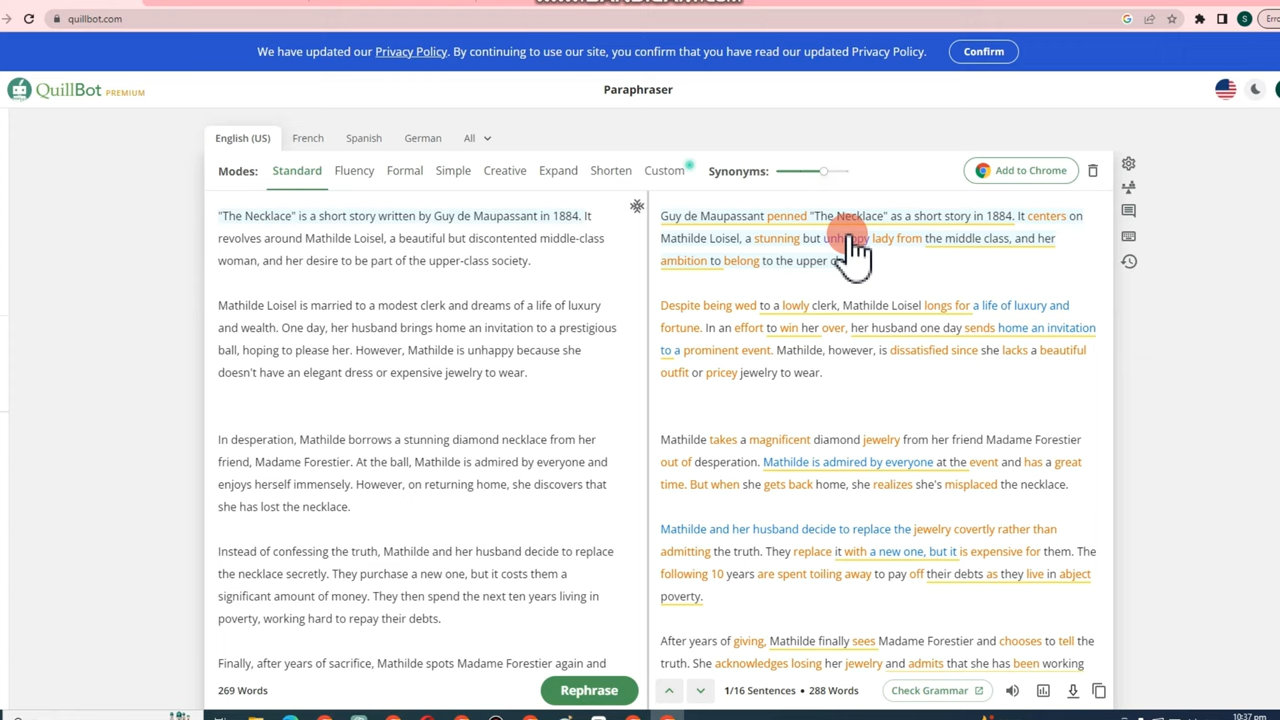 quillbot.com
We have updated our Privacy Policy. By continuing to use our site, you confirm that you have read our updated Privacy Policy. Confirm
QuillBot PREMIUM Paraphraser
English (US) French Spanish German All
Modes: Standard Fluency Formal Simple Creative Expand Shorten Custom Synonyms: Add to Chrome
"The Necklace" is a short story written by Guy de Maupassant in 1884. It
revolves around Mathilde Loisel, a beautiful but discontented middle-class
woman, and her desire to be part of the upper-class society.
Mathilde Loisel is married to a modest clerk and dreams of a life of luxury
and wealth. One day, her husband brings home an invitation to a prestigious
ball, hoping to please her. However, Mathilde is unhappy because she
doesn't have an elegant dress or expensive jewelry to wear.
In desperation, Mathilde borrows a stunning diamond necklace from her
friend, Madame Forestier. At the ball, Mathilde is admired by everyone and
enjoys herself immensely. However, on returning home, she discovers that
she has lost the necklace.
Instead of confessing the truth, Mathilde and her husband decide to replace
the necklace secretly. They purchase a new one, but it costs them a
significant amount of money. They then spend the next ten years living in
poverty, working hard to repay their debts.
Finally, after years of sacrifice, Mathilde spots Madame Forestier again and
269 Words Rephrase
Guy de Maupassant penned "The Necklace" as a short story in 1884. It centers on
Mathilde Loisel, a stunning but unhappy lady from the middle class, and her
ambition to belong to the upper
Despite being wed to a lowly clerk, Mathilde Loisel longs for a life of luxury and
fortune. In an effort to win her over, her husband one day sends home an invitation
to a prominent event. Mathilde, however, is dissatisfied since she lacks a beautiful
outfit or pricey jewelry to wear.
Mathilde takes a magnificent diamond jewelry from her friend Madame Forestier
out of desperation. Mathilde is admired by everyone at the event and has a great
time. But when she gets back home, she realizes she's misplaced the necklace.
Mathilde and her husband decide to replace the jewelry covertly rather than
admitting the truth. They replace it with a new one, but it is expensive for them. The
following 10 years are spent toiling away to pay off their debts as they live in abject
poverty.
After years of giving, Mathilde finally sees Madame Forestier and chooses to tell the
truth. She acknowledges losing her jewelry and admits that she has been working
1/16 Sentences • 288 Words Check Grammar
10:37 pm